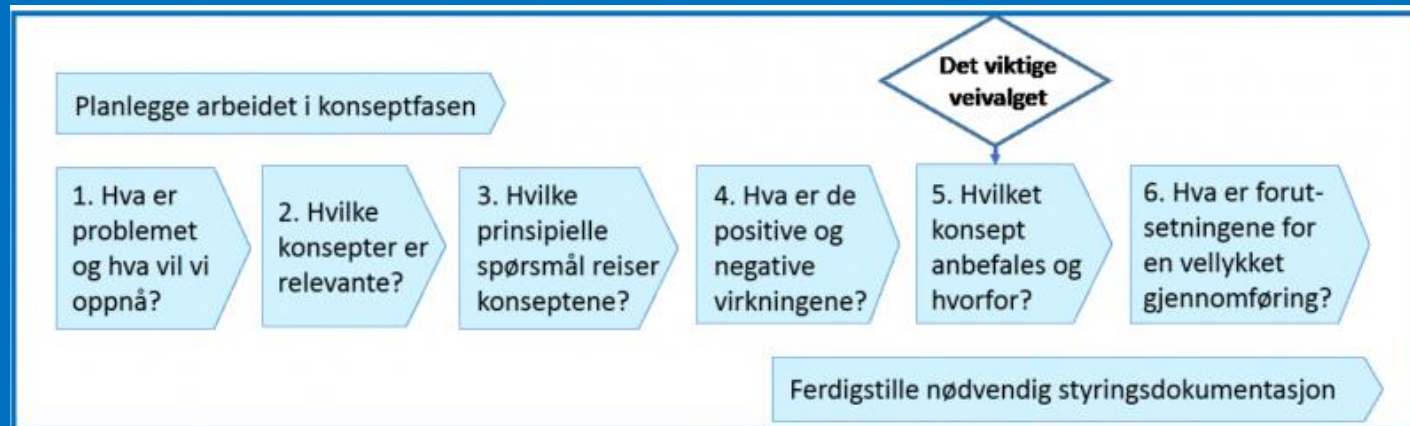 Det viktige
veivalget
Planlegge arbeidet i konseptfasen
1. Hva er
problemet
og hva vil vi
oppnå?
2. Hvilke
konsepter er
relevante?
3. Hvilke
prinsipielle
spørsmål reiser
konseptene?
4. Hva er de
positive og
negative
virkningene?
5. Hvilket
konsept
anbefales og
hvorfor?
6. Hva er forut-
setningene for
en vellykket
gjennomføring?
Ferdigstille nødvendig styringsdokumentasjon